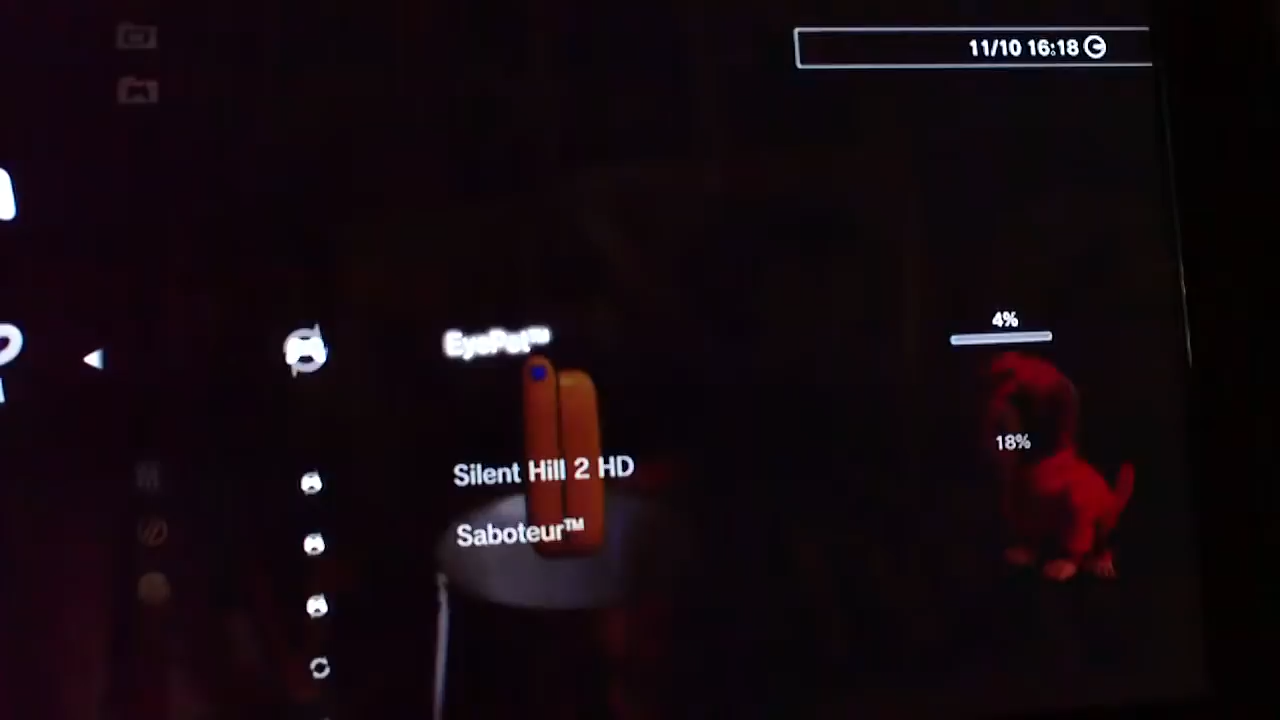 11/10 16:18
EyePet™
4%
Silent Hill 2 HD
18%
Saboteur™